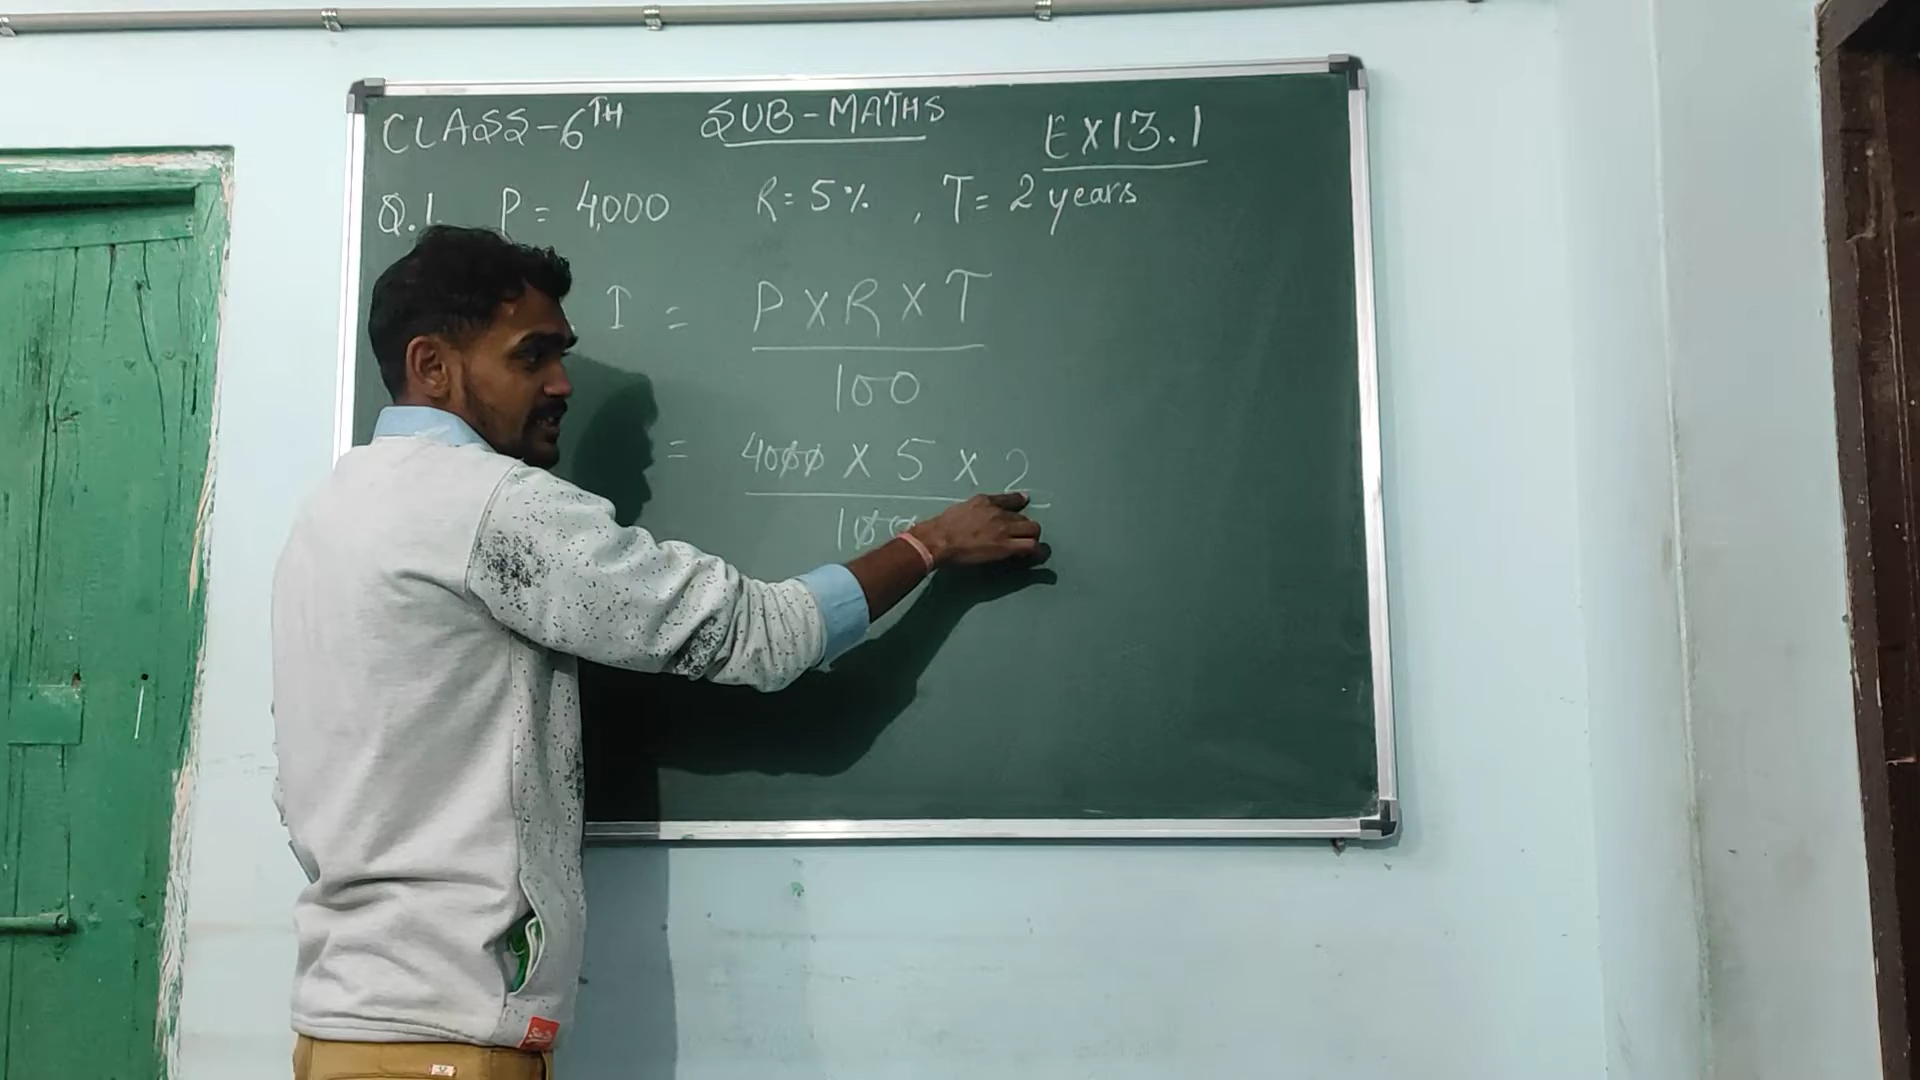 CLASS-6TH SUB-MATHS EX13.1
Q.1. P = 4,000 R = 5% , T = 2 years
I = P X R X T
100
= 4000 X 5 X 2
100